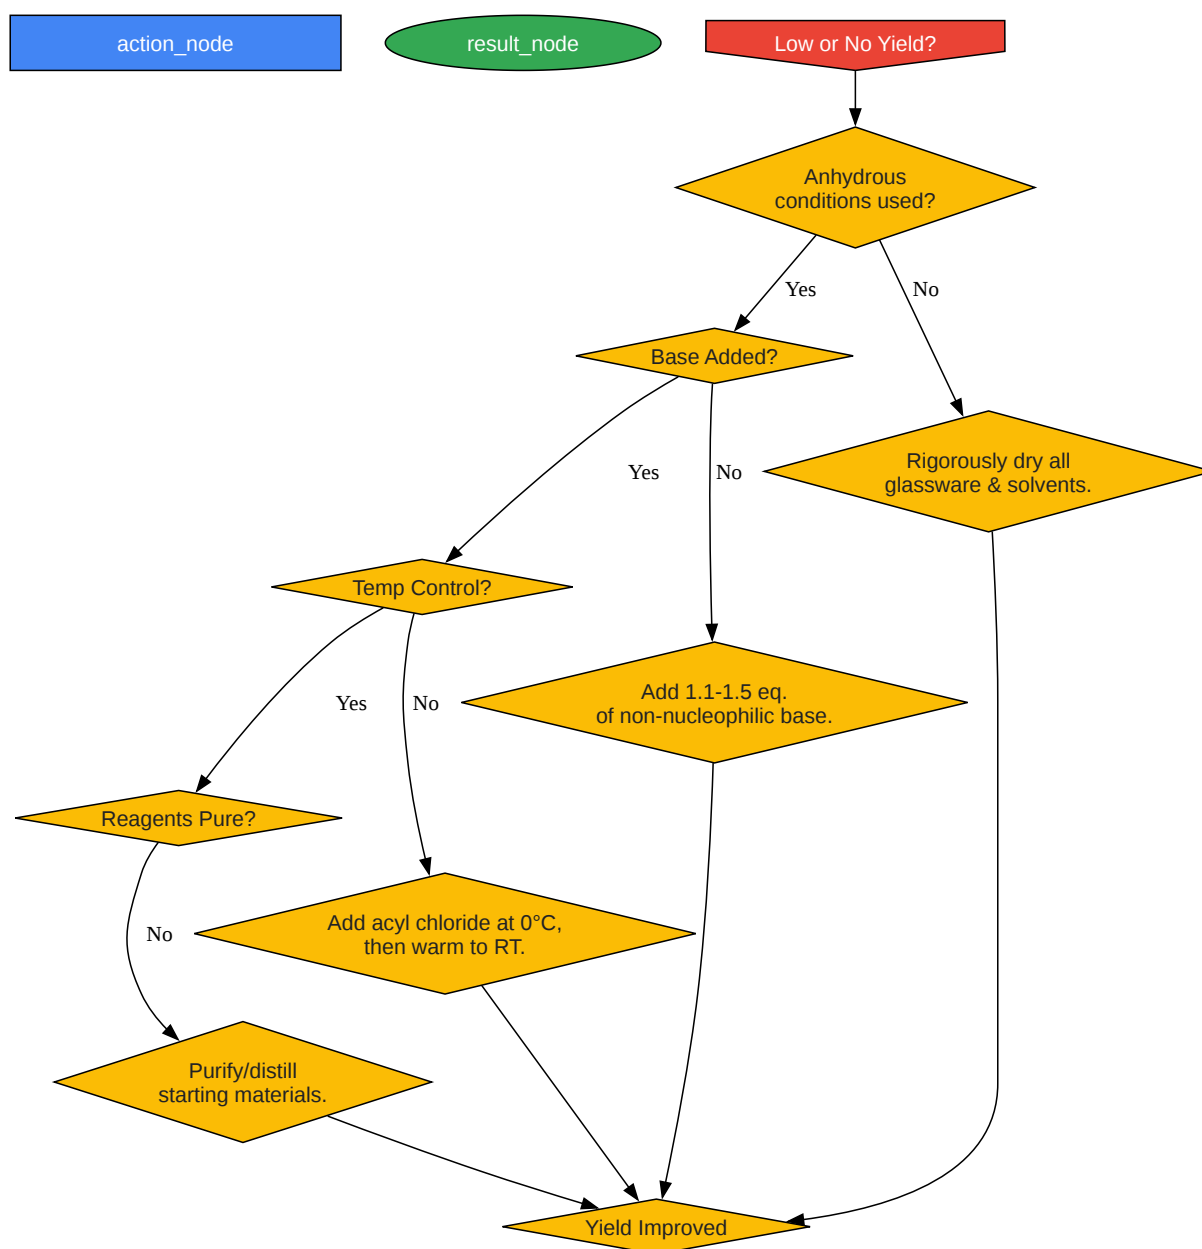 action_node
result_node
Low or No Yield?
Anhydrous
conditions used?
Yes
No
Base Added?
Rigorously dry all
glassware & solvents.
Yes
No
Temp Control?
Add 1.1-1.5 eq.
of non-nucleophilic base.
Yes
No
Reagents Pure?
Add acyl chloride at 0°C,
then warm to RT.
No
Purify/distill
starting materials.
Yield Improved